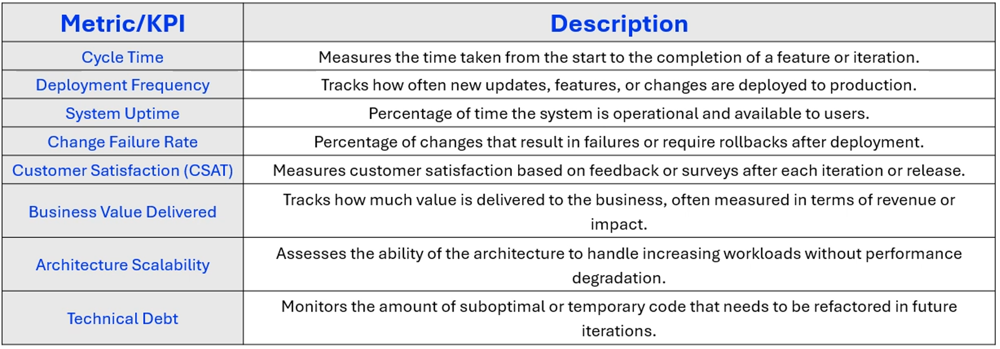 Metric/KPI
Description
Cycle Time
Measures the time taken from the start to the completion of a feature or iteration.
Deployment Frequency
Tracks how often new updates, features, or changes are deployed to production.
System Uptime
Percentage of time the system is operational and available to users.
Change Failure Rate
Percentage of changes that result in failures or require rollbacks after deployment.
Customer Satisfaction (CSAT)
Measures customer satisfaction based on feedback or surveys after each iteration or release.
Business Value Delivered
Tracks how much value is delivered to the business, often measured in terms of revenue or
impact.
Architecture Scalability
Assesses the ability of the architecture to handle increasing workloads without performance
degradation.
Technical Debt
Monitors the amount of suboptimal or temporary code that needs to be refactored in future
iterations.